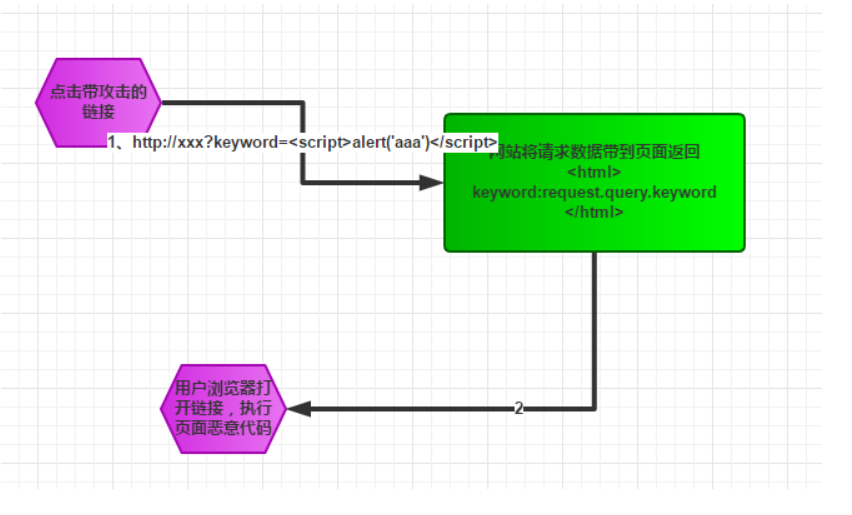 点击带攻击的
链接
1、http://xxx?keyword=<script>alert('aaa')</script>
网站将请求数据带到页面返回
<html>
keyword:request.query.keyword
</html>
2
用户浏览器打
开链接，执行
页面恶意代码